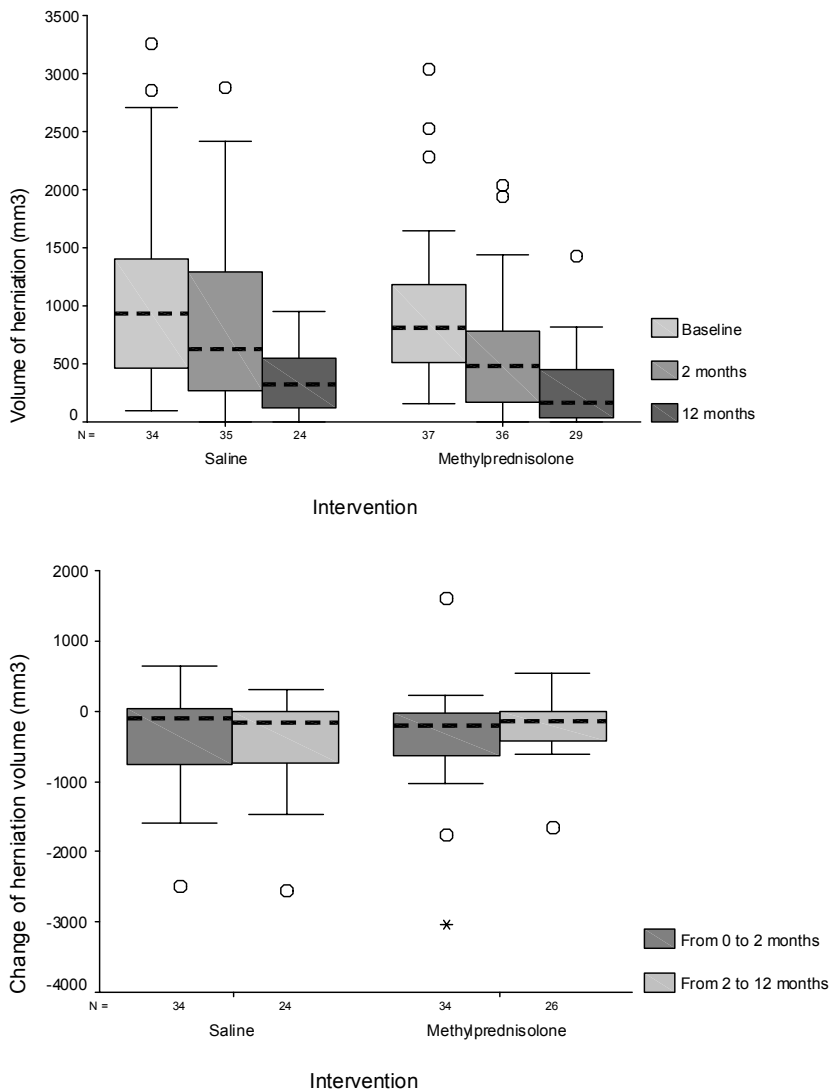 3500
3000
2500
2000
1500
1000
500
0
Volume of herniation (mm3)
Baseline
2 months
12 months
N = 34 35 24 37 36 29
Saline Methylprednisolone
Intervention
2000
1000
0
-1000
-2000
-3000
-4000
Change of herniation volume (mm3)
From 0 to 2 months
From 2 to 12 months
N = 34 24 34 26
Saline Methylprednisolone
Intervention